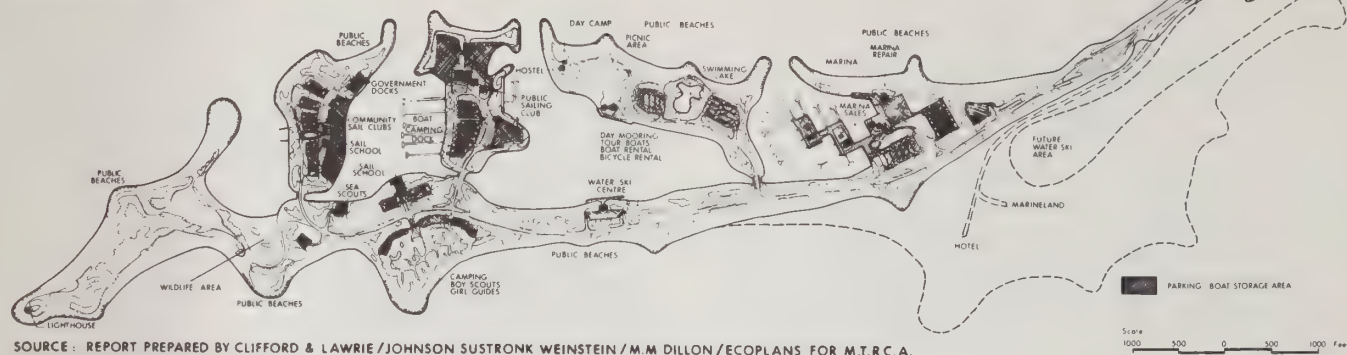 DAY CAMP
PUBLIC BEACHES
PUBLIC
BEACHES
PICNIC
AREA
PUBLIC BEACHES
MARINA
REPAIR
MARINA
HOSTEL
SWIMMING
LAKE
GOVERNMENT
DOCKS
PUBLIC
SAILING
CLUB
MARINA
SALES
COMMUNITY
SAIL CLUBS
BOAT
CAMPING
DOCK
SAIL
SCHOOL
DAY MOORING
TOUR BOATS
BOAT RENTAL
BICYCLE RENTAL
FUTURE
WATER SKI
AREA
SAIL
SCHOOL
PUBLIC
BEACHES
SEA
SCOUTS
WATER SKI
CENTRE
MARINELAND
HOTEL
PUBLIC BEACHES
CAMPING
BOY SCOUTS
GIRL GUIDES
WILDLIFE AREA
PUBLIC BEACHES
PARKING BOAT STORAGE AREA
LIGHTHOUSE
Scale
1000 500 0 500 1000 Feet
SOURCE: REPORT PREPARED BY CLIFFORD & LAWRIE/JOHNSON SUSTRONK WEINSTEIN/M.M DILLON/ECOPLANS FOR M.T.R.C.A.